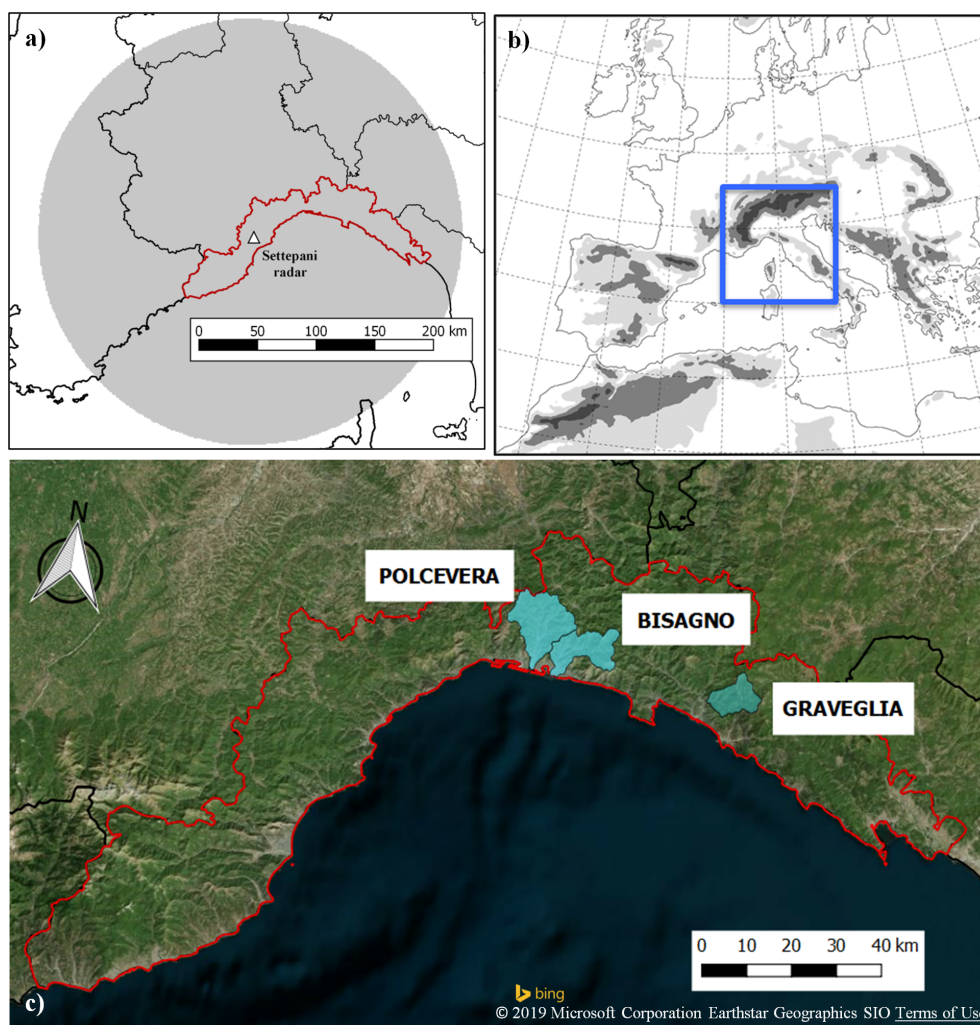 a)
Settepani
radar
0 50 100 150 200 km
b)
N
POLCEVERA
BISAGNO
GRAVEGLIA
0 10 20 30 40 km
c)
bing
© 2019 Microsoft Corporation Earthstar Geographics SIO Terms of Us